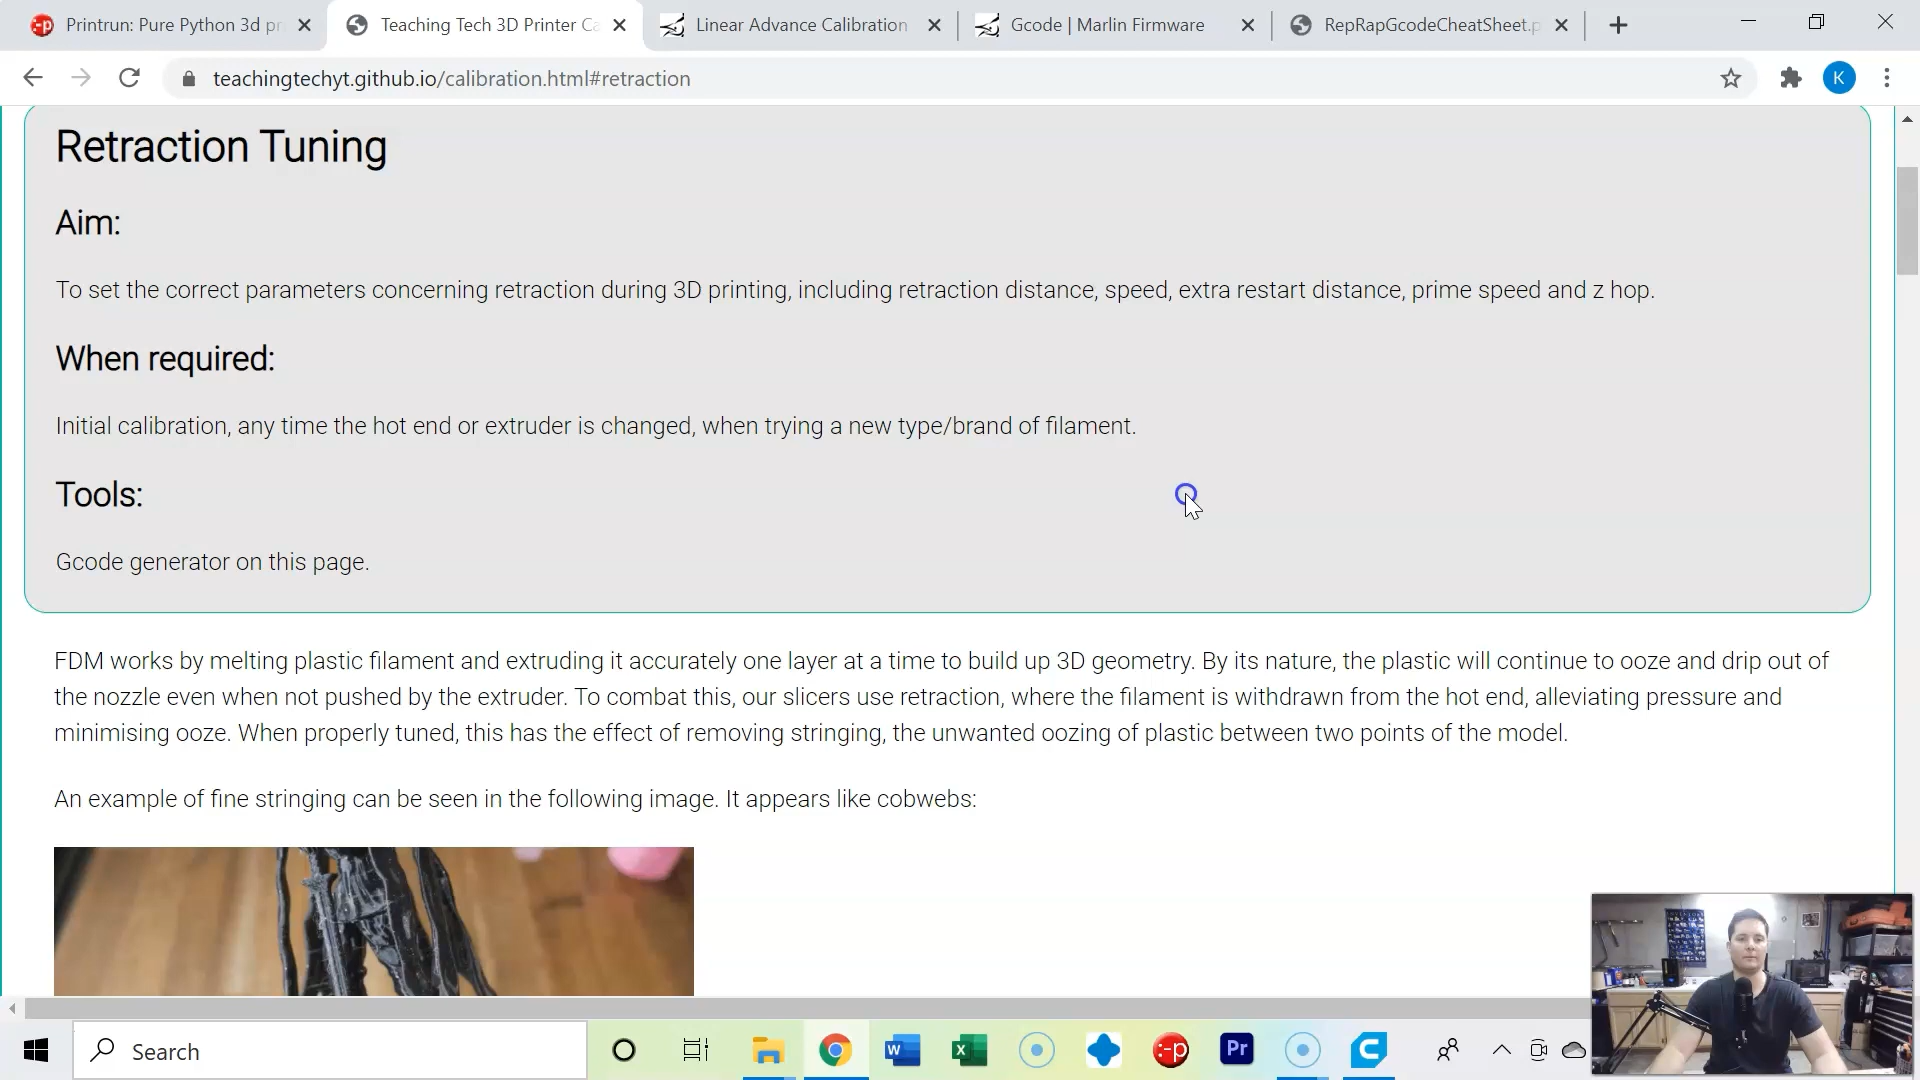 Printrun: Pure Python 3d pr
Teaching Tech 3D Printer Ca
Linear Advance Calibration
Gcode | Marlin Firmware
RepRapGcodeCheatSheet.p
teachingtechyt.github.io/calibration.html#retraction
K
Retraction Tuning
Aim:
To set the correct parameters concerning retraction during 3D printing, including retraction distance, speed, extra restart distance, prime speed and z hop.
When required:
Initial calibration, any time the hot end or extruder is changed, when trying a new type/brand of filament.
Tools:
Gcode generator on this page.
FDM works by melting plastic filament and extruding it accurately one layer at a time to build up 3D geometry. By its nature, the plastic will continue to ooze and drip out of
the nozzle even when not pushed by the extruder. To combat this, our slicers use retraction, where the filament is withdrawn from the hot end, alleviating pressure and
minimising ooze. When properly tuned, this has the effect of removing stringing, the unwanted oozing of plastic between two points of the model.
An example of fine stringing can be seen in the following image. It appears like cobwebs:
Search
Pr